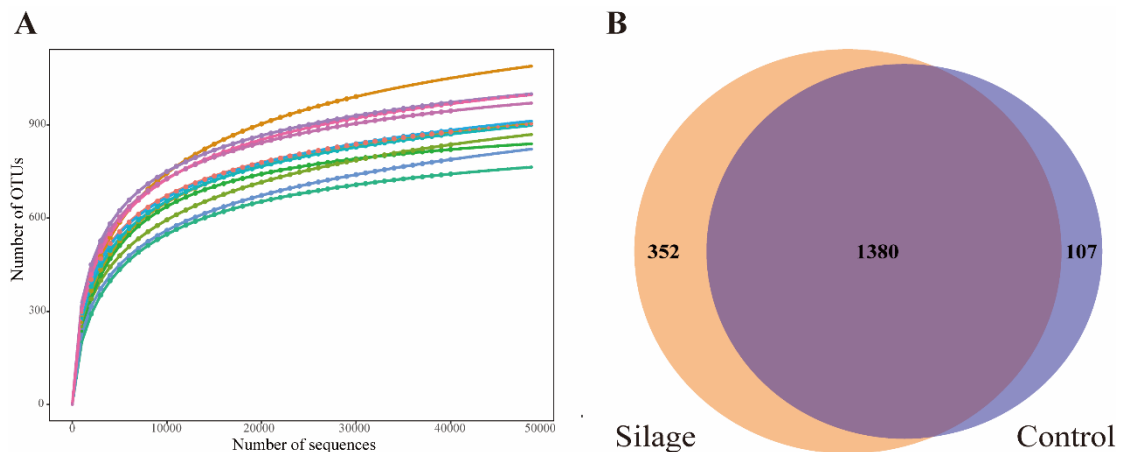 A
B
Number of OTUs
900
600
300
0
0
10000
20000
30000
40000
50000
Number of sequences
352
1380
107
Silage
Control